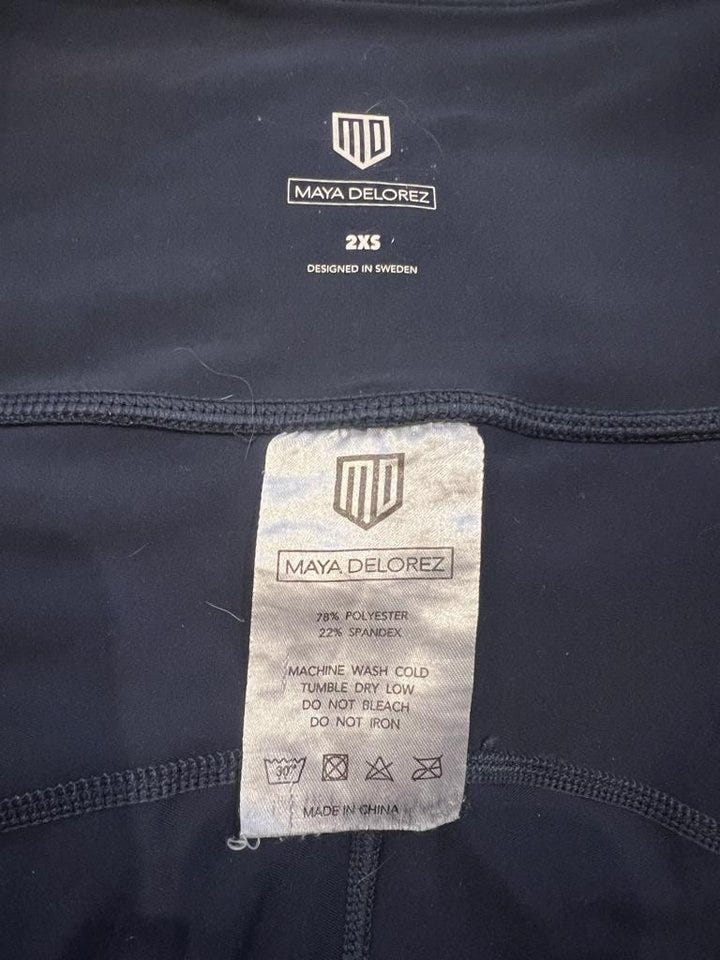 MD
MAYA DELOREZ
2XS
DESIGNED IN SWEDEN
MD
MAYA DELOREZ
78% POLYESTER
22% SPANDEX
MACHINE WASH COLD
TUMBLE DRY LOW
DO NOT BLEACH
DO NOT IRON
30°
MADE IN CHINA